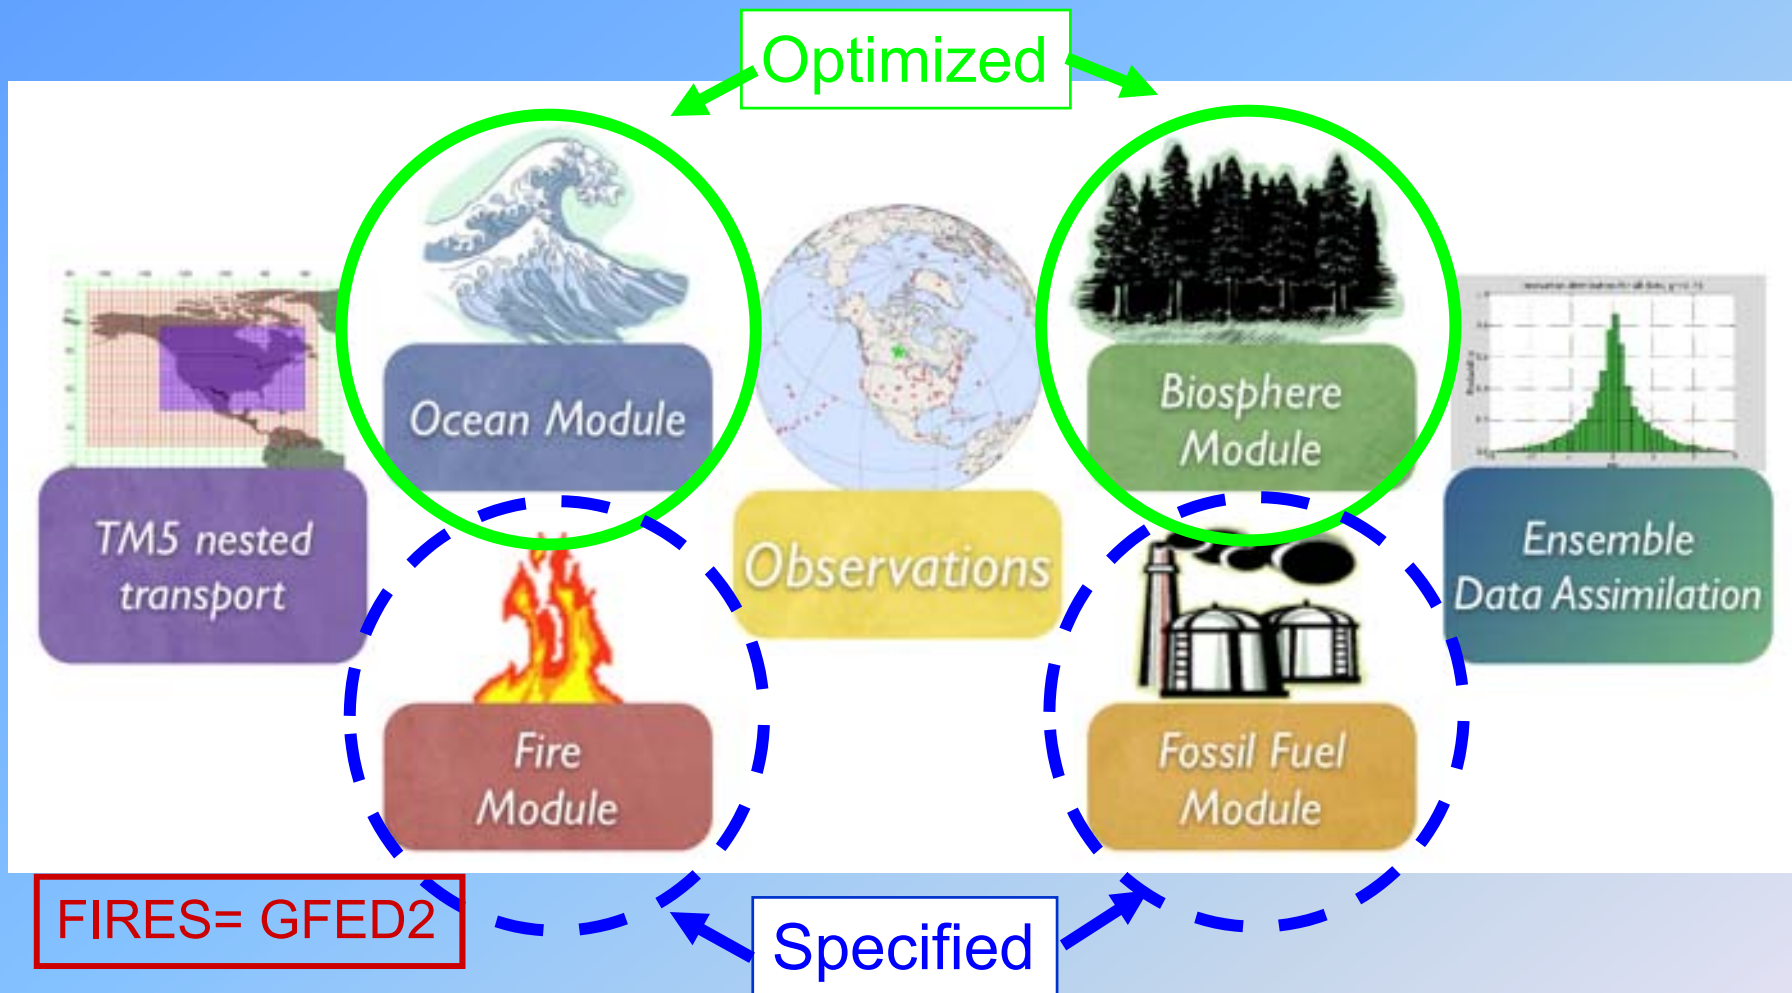 Optimized
Ocean Module
Biosphere
Module
TM5 nested
transport
Observations
Ensemble
Data Assimilation
Fire
Module
Fossil Fuel
Module
FIRES= GFED2
Specified